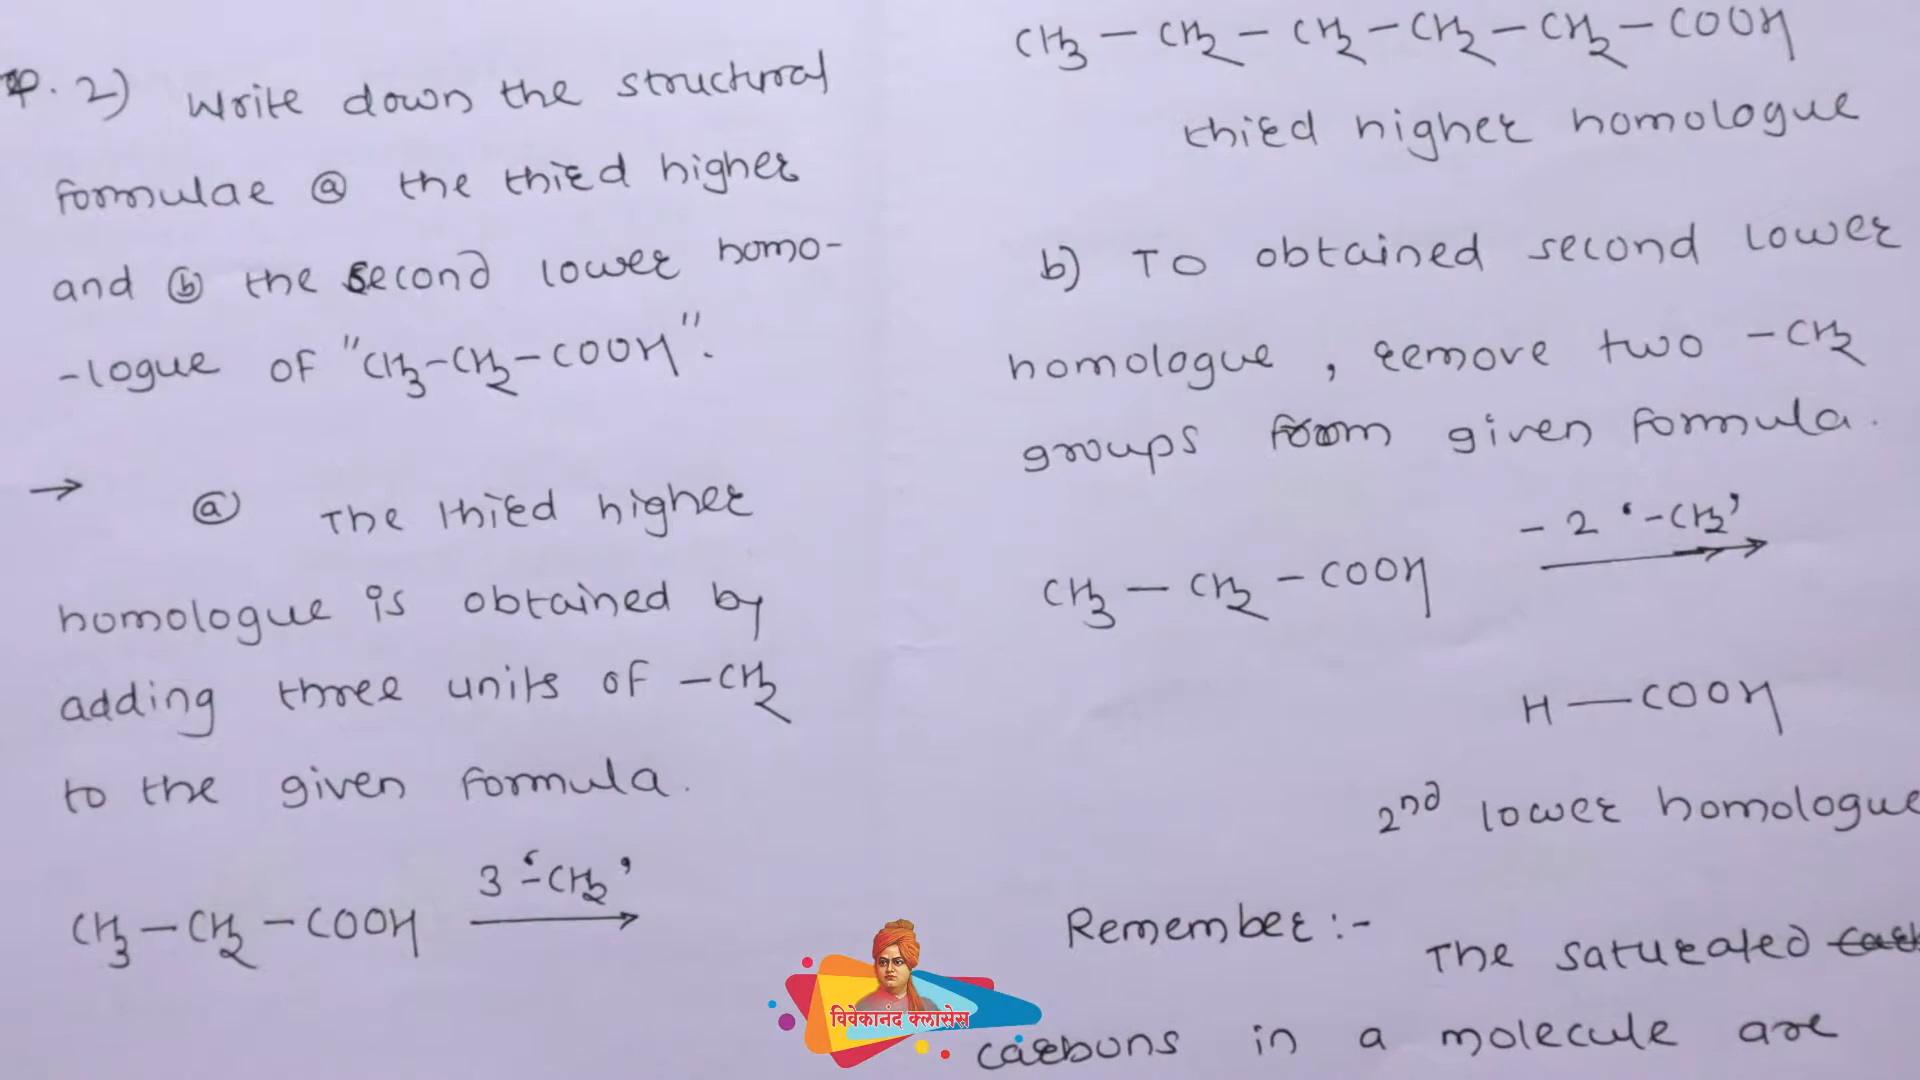 Q. 2) Write down the structural
formulae ⓐ the third higher
and ⓑ the second lower homo-
-logue of "CH3-CH2-COOH".
→ ⓐ The third higher
homologue is obtained by
adding three units of -CH2
to the given formula.
CH3-CH2-COOH 3 '-CH2' →
CH3-CH2-CH2-CH2-CH2-COOH
third higher homologue
b) To obtained second lower
homologue, remove two -CH2
groups from given formula.
CH3-CH2-COOH -2 '-CH2' →
H-COOH
2nd lower homologue
Remember:-
The saturated
carbons in a molecule are
विवेकानंद क्लासेस